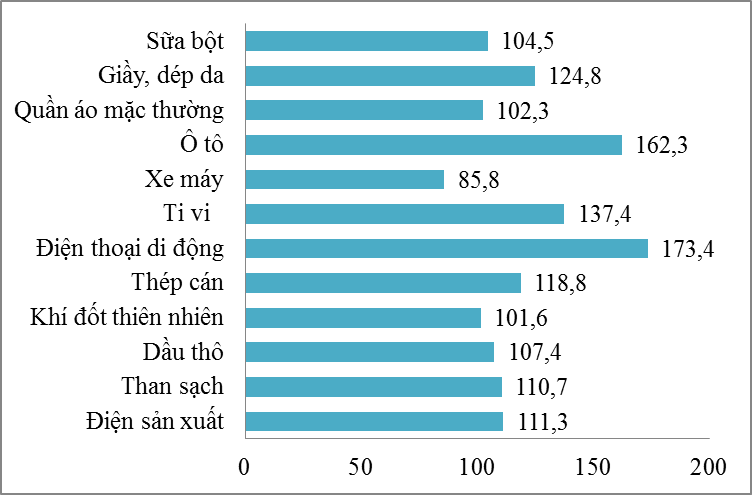 Sữa bột 104,5
Giầy, dép da 124,8
Quần áo mặc thường 102,3
Ô tô 162,3
Xe máy 85,8
Ti vi 137,4
Điện thoại di động 173,4
Thép cán 118,8
Khí đốt thiên nhiên 101,6
Dầu thô 107,4
Than sạch 110,7
Điện sản xuất 111,3
0 50 100 150 200